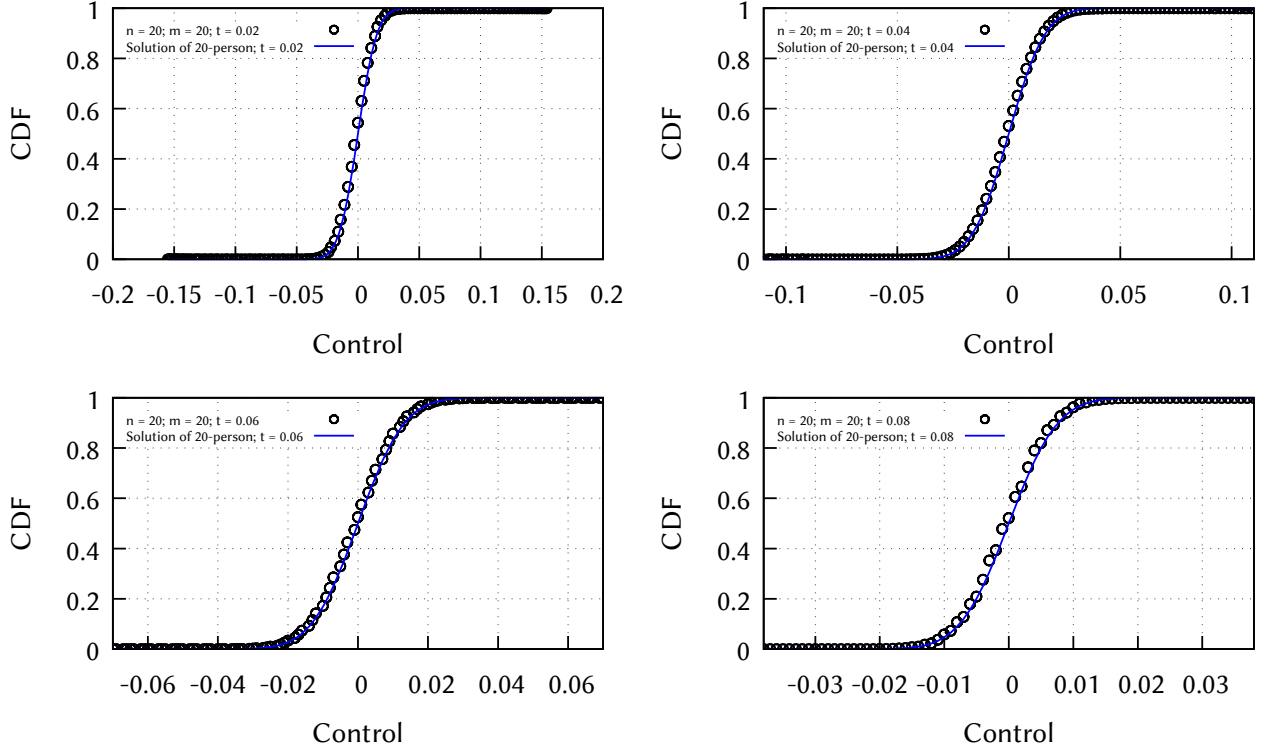 n = 20; m = 20; t = 0.02
Solution of 20-person; t = 0.02
CDF
1
0.8
0.6
0.4
0.2
0
-0.2 -0.15 -0.1 -0.05 0 0.05 0.1 0.15 0.2
Control
n = 20; m = 20; t = 0.04
Solution of 20-person; t = 0.04
CDF
1
0.8
0.6
0.4
0.2
0
-0.1 -0.05 0 0.05 0.1
Control
n = 20; m = 20; t = 0.06
Solution of 20-person; t = 0.06
CDF
1
0.8
0.6
0.4
0.2
0
-0.06 -0.04 -0.02 0 0.02 0.04 0.06
Control
n = 20; m = 20; t = 0.08
Solution of 20-person; t = 0.08
CDF
1
0.8
0.6
0.4
0.2
0
-0.03 -0.02 -0.01 0 0.01 0.02 0.03
Control